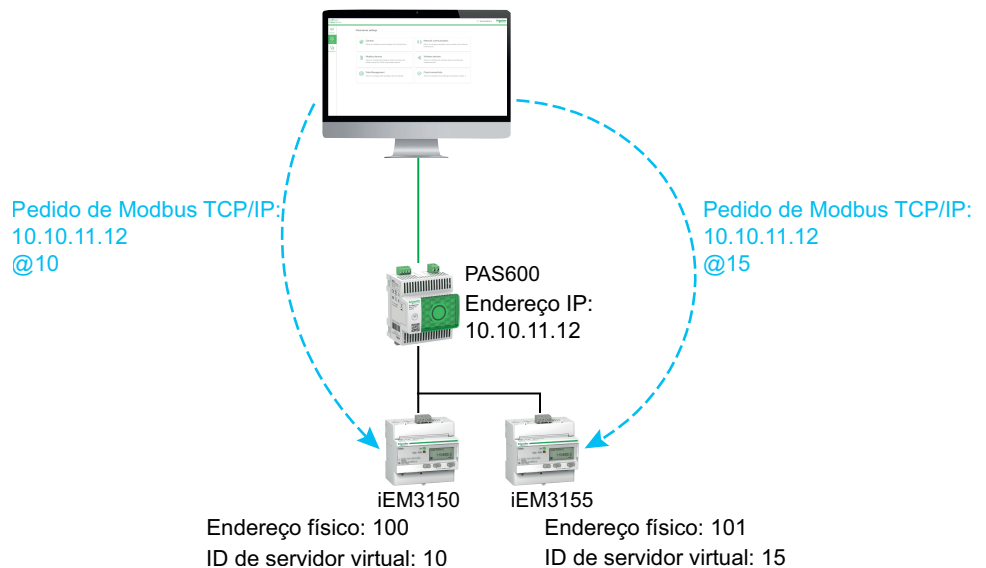 Pedido de Modbus TCP/IP:
10.10.11.12
@10
Pedido de Modbus TCP/IP:
10.10.11.12
@15
PAS600
Endereço IP:
10.10.11.12
iEM3150
Endereço físico: 100
ID de servidor virtual: 10
iEM3155
Endereço físico: 101
ID de servidor virtual: 15